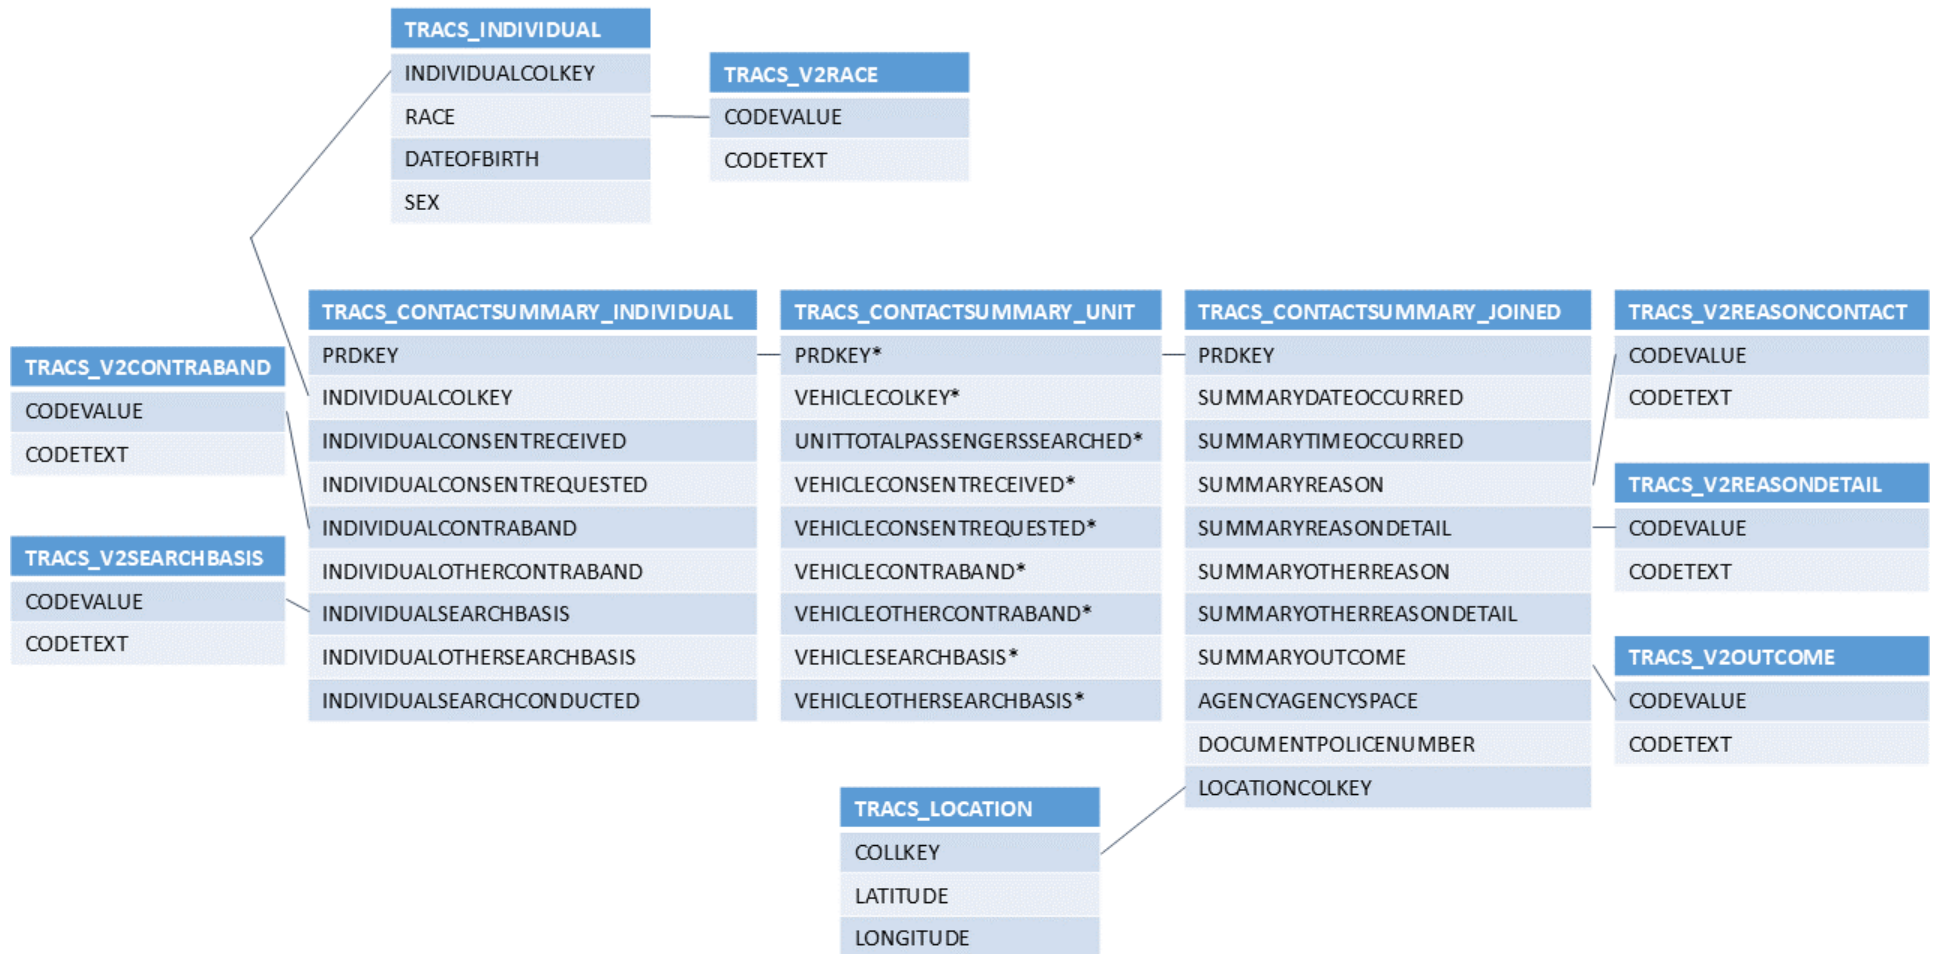 TRACS_INDIVIDUAL
INDIVIDUALCOLKEY
RACE
DATEOFBIRTH
SEX
TRACS_V2RACE
CODEVALUE
CODETEXT
TRACS_V2CONTRABAND
CODEVALUE
CODETEXT
TRACS_V2SEARCHBASIS
CODEVALUE
CODETEXT
TRACS_CONTACTSUMMARY_INDIVIDUAL
PRDKEY
INDIVIDUALCOLKEY
INDIVIDUALCONSENTRECEIVED
INDIVIDUALCONSENTREQUESTED
INDIVIDUALCONTRABAND
INDIVIDUALOTHERCONTRABAND
INDIVIDUALSEARCHBASIS
INDIVIDUALOTHERSEARCHBASIS
INDIVIDUALSEARCHCONDUCTED
TRACS_CONTACTSUMMARY_UNIT
PRDKEY*
VEHICLECOLKEY*
UNITTOTALPASSENGERSSEARCHED*
VEHICLECONSENTRECEIVED*
VEHICLECONSENTREQUESTED*
VEHICLECONTRABAND*
VEHICLEOTHERCONTRABAND*
VEHICLESEARCHBASIS*
VEHICLEOTHERSEARCHBASIS*
TRACS_CONTACTSUMMARY_JOINED
PRDKEY
SUMMARYDATEOCCURRED
SUMMARYTIMEOCCURRED
SUMMARYREASON
SUMMARYREASONDETAIL
SUMMARYOTHERREASON
SUMMARYOTHERREASONDETAIL
SUMMARYOUTCOME
AGENCYAGENCYSPACE
DOCUMENTPOLICENUMBER
LOCATIONCOLKEY
TRACS_V2REASONCONTACT
CODEVALUE
CODETEXT
TRACS_V2REASONDETAIL
CODEVALUE
CODETEXT
TRACS_V2OUTCOME
CODEVALUE
CODETEXT
TRACS_LOCATION
COLLKEY
LATITUDE
LONGITUDE